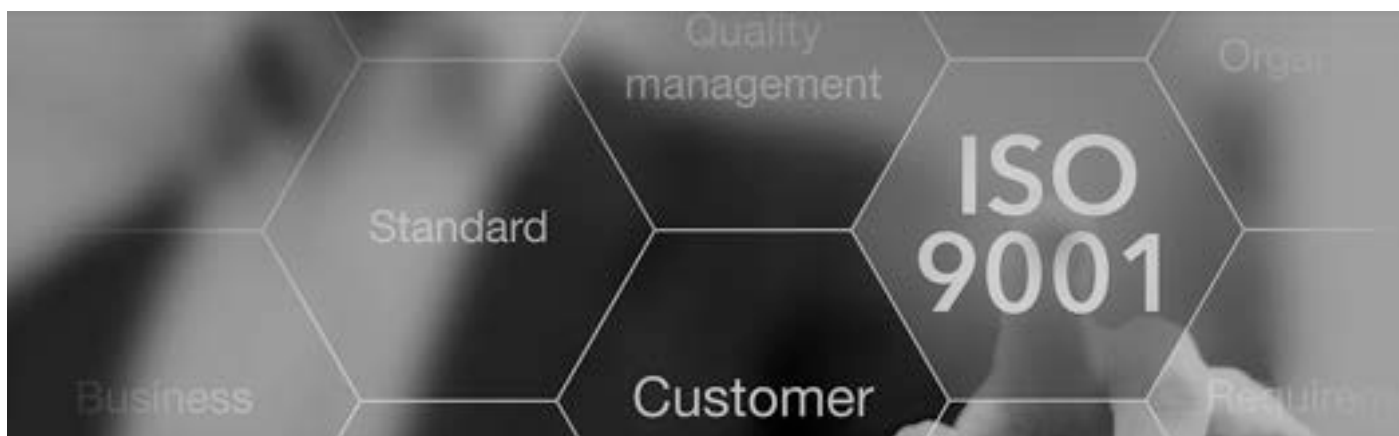 Quality
management
ISO
9001
Standard
Business
Customer